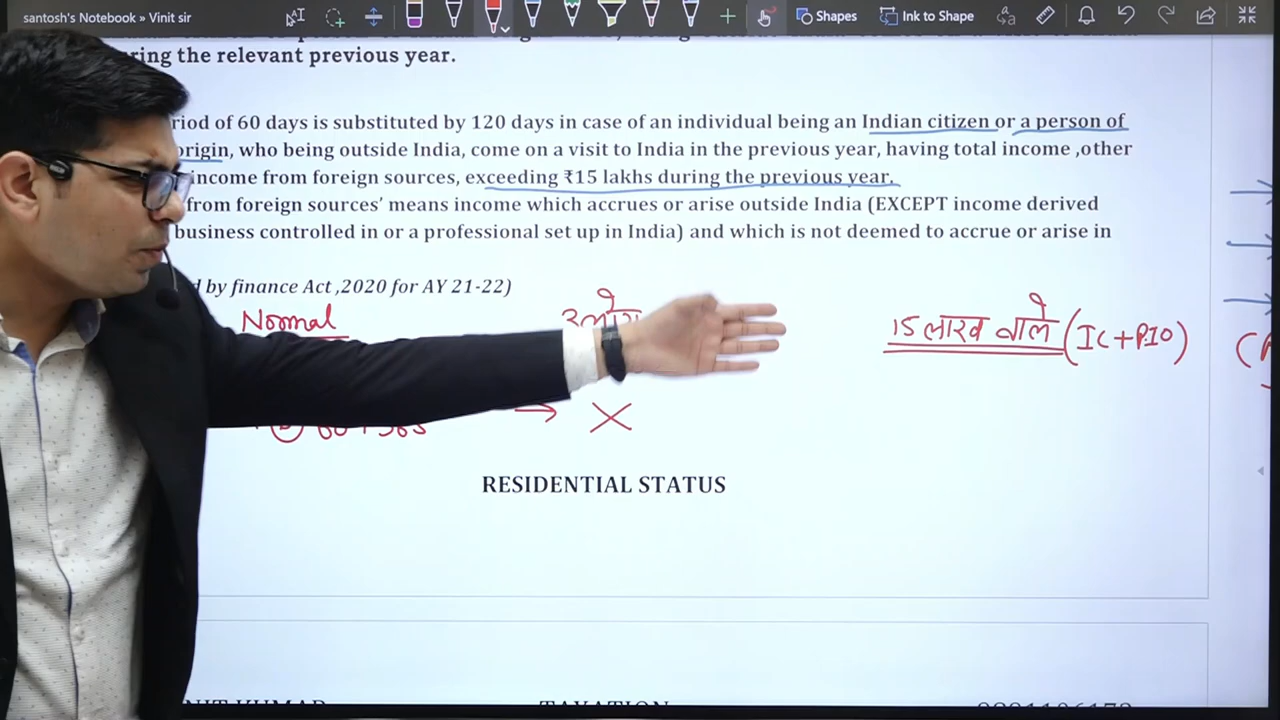 santosh's Notebook » Vinit sir
Shapes
Ink to Shape
ring the relevant previous year.
riod of 60 days is substituted by 120 days in case of an individual being an Indian citizen or a person of
origin, who being outside India, come on a visit to India in the previous year, having total income ,other
income from foreign sources, exceeding ₹15 lakhs during the previous year.
from foreign sources' means income which accrues or arise outside India (EXCEPT income derived
business controlled in or a professional set up in India) and which is not deemed to accrue or arise in
d by finance Act ,2020 for AY 21-22)
Normal
15 लाख वाले (IC+PIO)
RESIDENTIAL STATUS